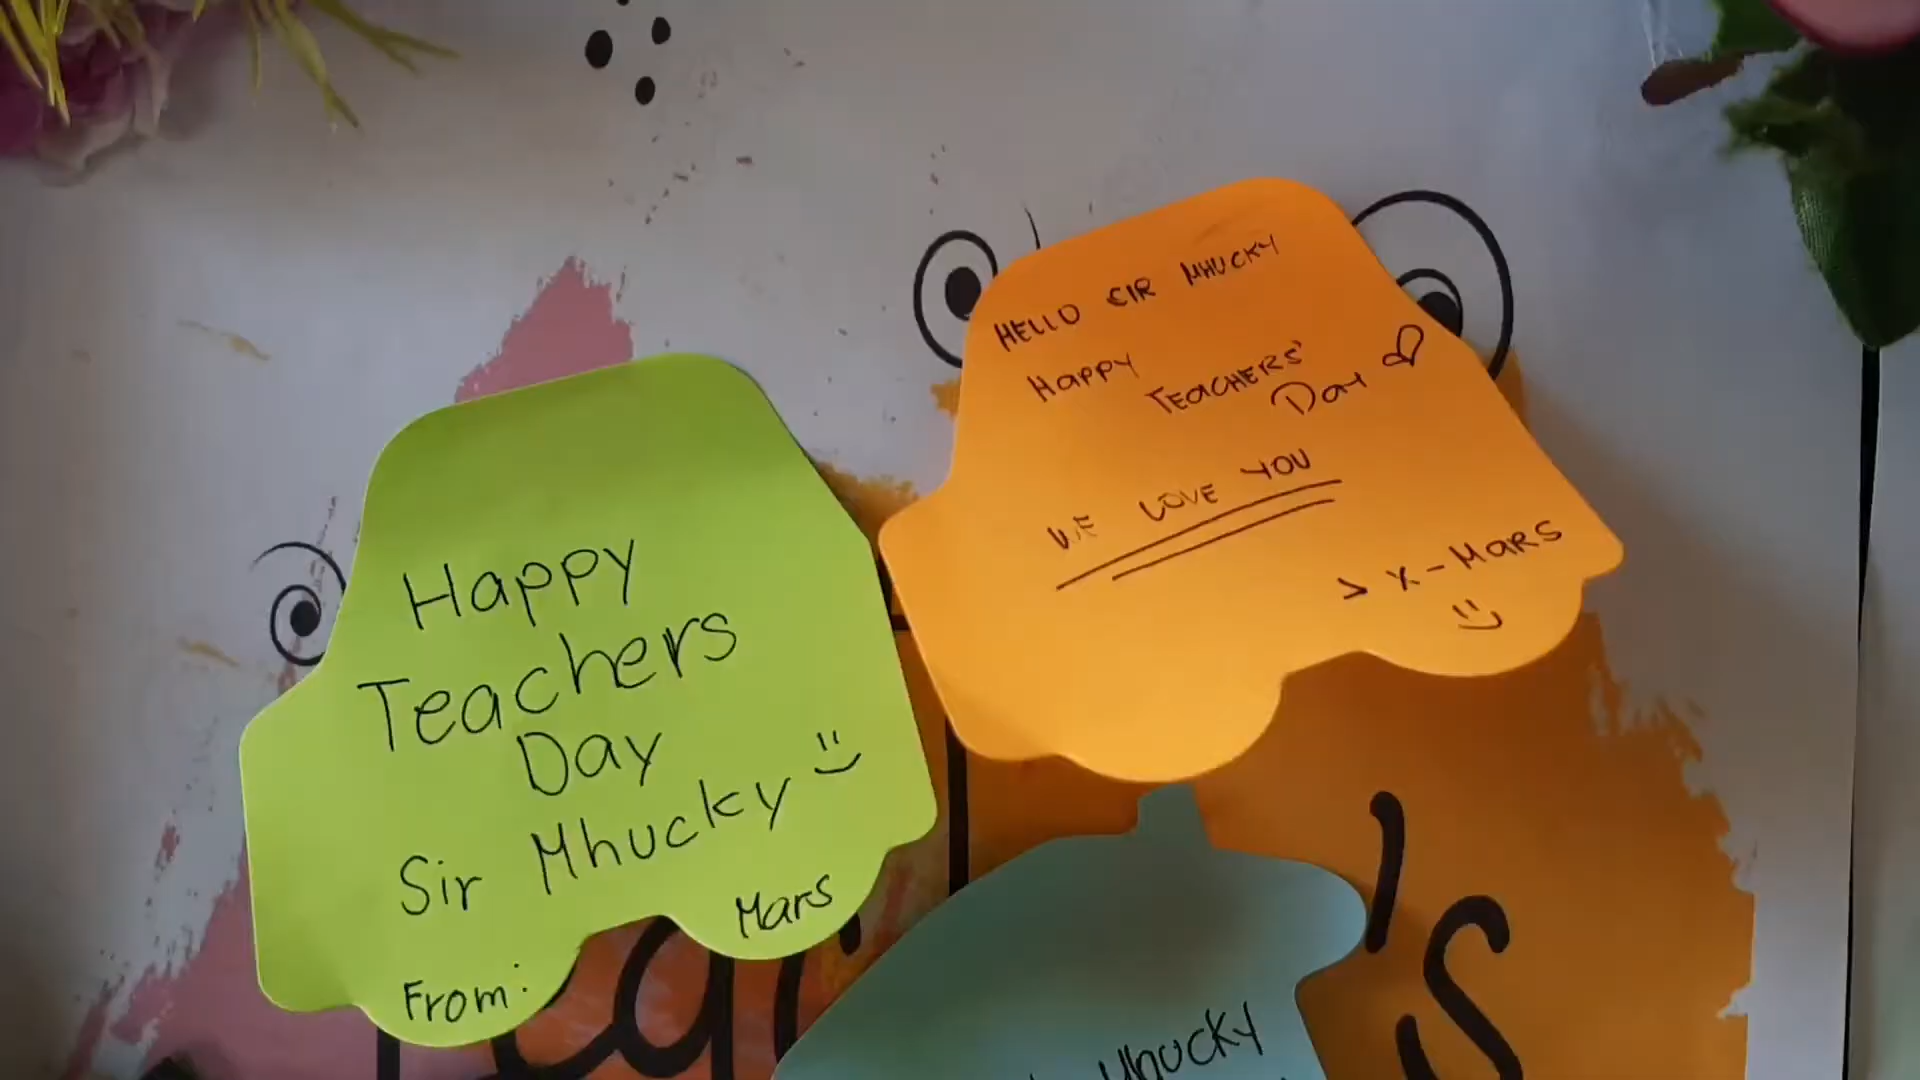 Happy
Teachers
Day
Sir Mhucky
From: Mars
HELLO SIR MHUCKY
Happy
TEACHERS'
Day
WE LOVE YOU
> X-MARS
Mhucky
's